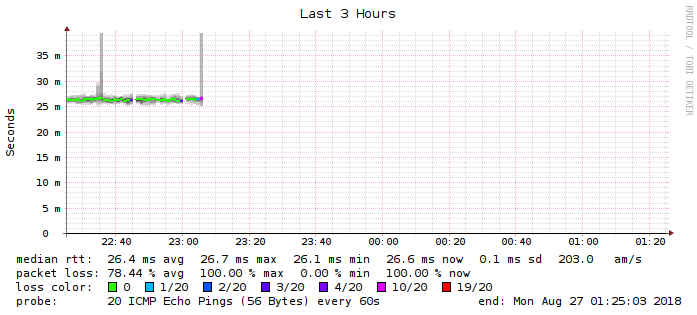 Last 3 Hours
RRDTOOL / TOBI OETIKER
Seconds
35 m
30 m
25 m
20 m
15 m
10 m
5 m
0
22:40 23:00 23:20 23:40 00:00 00:20 00:40 01:00 01:20
median rtt: 26.4 ms avg 26.7 ms max 26.1 ms min 26.6 ms now 0.1 ms sd 203.0 am/s
packet loss: 78.44 % avg 100.00 % max 0.00 % min 100.00 % now
loss color: 0 1/20 2/20 3/20 4/20 10/20 19/20
probe: 20 ICMP Echo Pings (56 Bytes) every 60s end: Mon Aug 27 01:25:03 2018